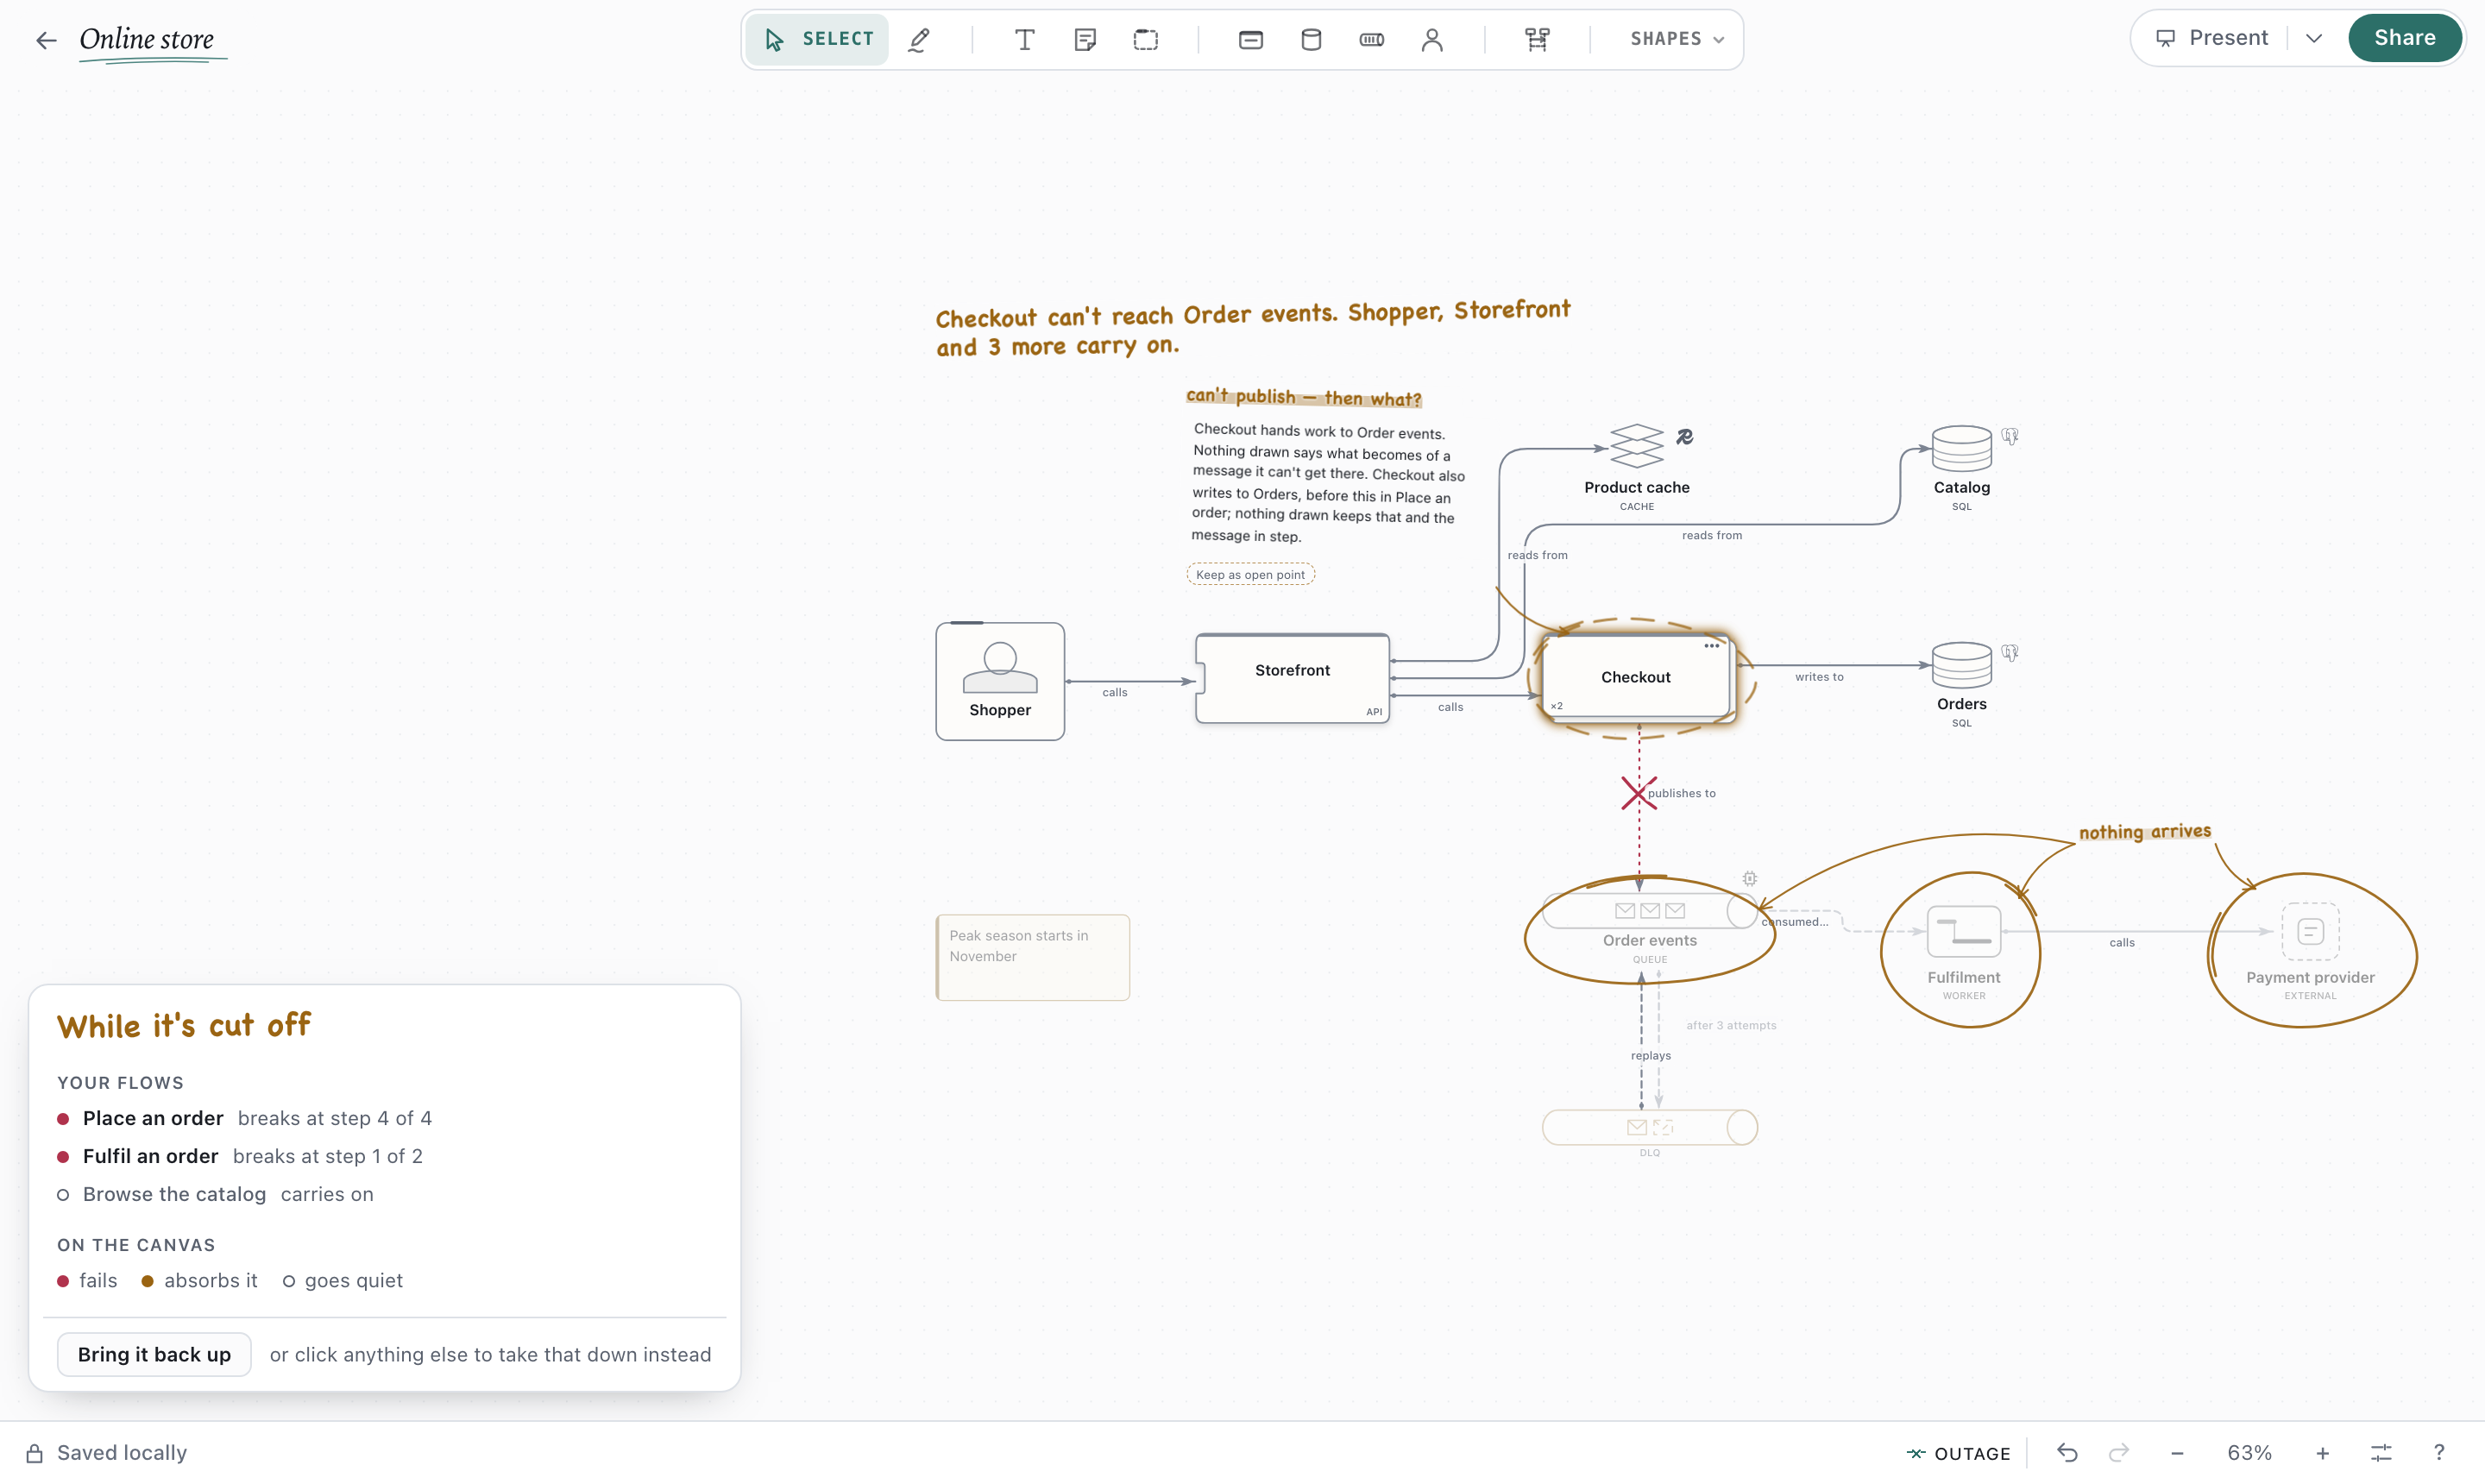 Online store
SELECT
SHAPES
Present
Share
Checkout can't reach Order events. Shopper, Storefront
and 3 more carry on.
can't publish — then what?
Checkout hands work to Order events.
Nothing drawn says what becomes of a
message it can't get there. Checkout also
writes to Orders, before this in Place an
order; nothing drawn keeps that and the
message in step.
Keep as open point
Product cache
CACHE
Catalog
SQL
reads from
reads from
Shopper
calls
Storefront
API
calls
Checkout
×2
writes to
Orders
SQL
publishes to
nothing arrives
Order events
QUEUE
consumed...
Fulfilment
WORKER
calls
Payment provider
EXTERNAL
Peak season starts in
November
after 3 attempts
replays
DLQ
While it's cut off
YOUR FLOWS
Place an order breaks at step 4 of 4
Fulfil an order breaks at step 1 of 2
Browse the catalog carries on
ON THE CANVAS
fails absorbs it goes quiet
Bring it back up or click anything else to take that down instead
Saved locally
OUTAGE
− 63% + ?